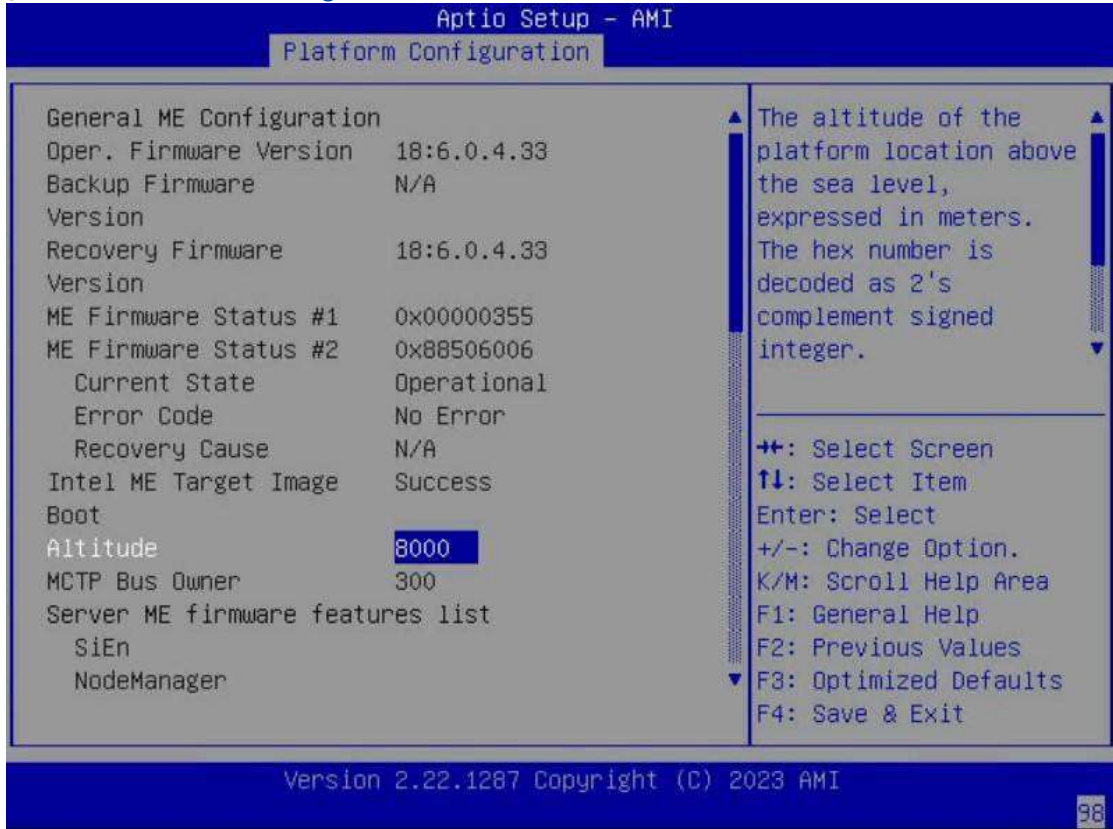 Aptio Setup – AMI
Platform Configuration
General ME Configuration
Oper. Firmware Version 18:6.0.4.33
Backup Firmware N/A
Version
Recovery Firmware 18:6.0.4.33
Version
ME Firmware Status #1 0x00000355
ME Firmware Status #2 0x88506006
Current State Operational
Error Code No Error
Recovery Cause N/A
Intel ME Target Image Success
Boot
Altitude 8000
MCTP Bus Owner 300
Server ME firmware features list
SiEn
NodeManager
The altitude of the
platform location above
the sea level,
expressed in meters.
The hex number is
decoded as 2's
complement signed
integer.
→←: Select Screen
↑↓: Select Item
Enter: Select
+/-: Change Option.
K/M: Scroll Help Area
F1: General Help
F2: Previous Values
F3: Optimized Defaults
F4: Save & Exit
Version 2.22.1287 Copyright (C) 2023 AMI
98